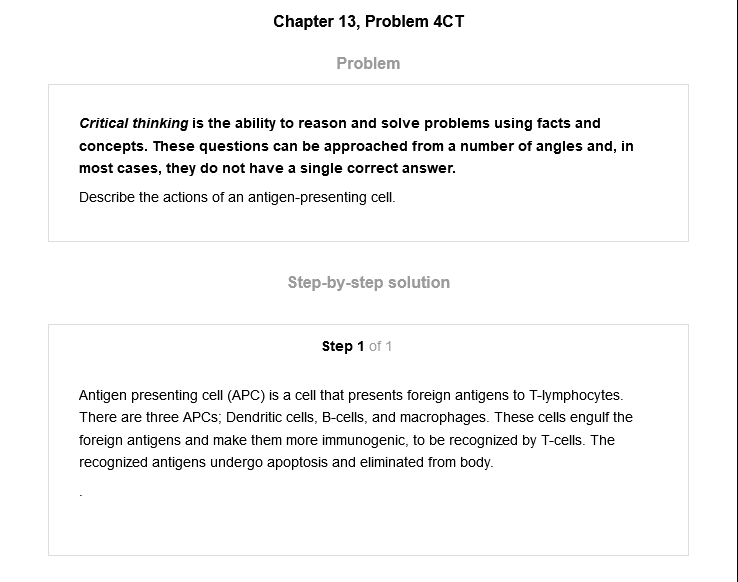 Chapter 13, Problem 4CT
Problem
Critical thinking is the ability to reason and solve problems using facts and
concepts. These questions can be approached from a number of angles and, in
most cases, they do not have a single correct answer.
Describe the actions of an antigen-presenting cell.
Step-by-step solution
Step 1 of 1
Antigen presenting cell (APC) is a cell that presents foreign antigens to T-lymphocytes.
There are three APCs; Dendritic cells, B-cells, and macrophages. These cells engulf the
foreign antigens and make them more immunogenic, to be recognized by T-cells. The
recognized antigens undergo apoptosis and eliminated from body.
.